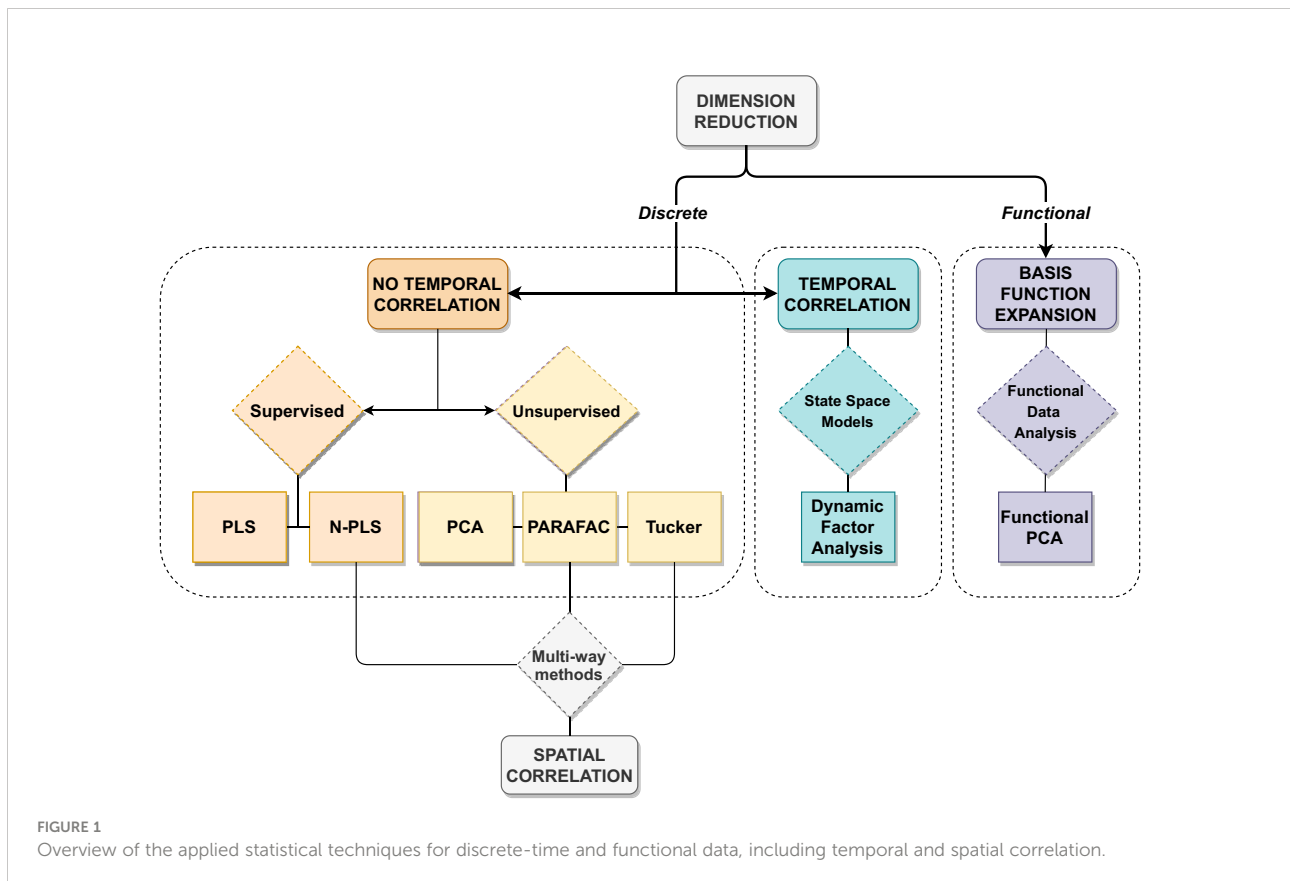 DIMENSION
REDUCTION
Discrete
Functional
NO TEMPORAL
CORRELATION
TEMPORAL
CORRELATION
BASIS
FUNCTION
EXPANSION
Supervised
Unsupervised
State Space
Models
Functional
Data
Analysis
PLS
N-PLS
PCA
PARAFAC
Tucker
Dynamic
Factor
Analysis
Functional
PCA
Multi-way
methods
SPATIAL
CORRELATION
FIGURE 1
Overview of the applied statistical techniques for discrete-time and functional data, including temporal and spatial correlation.